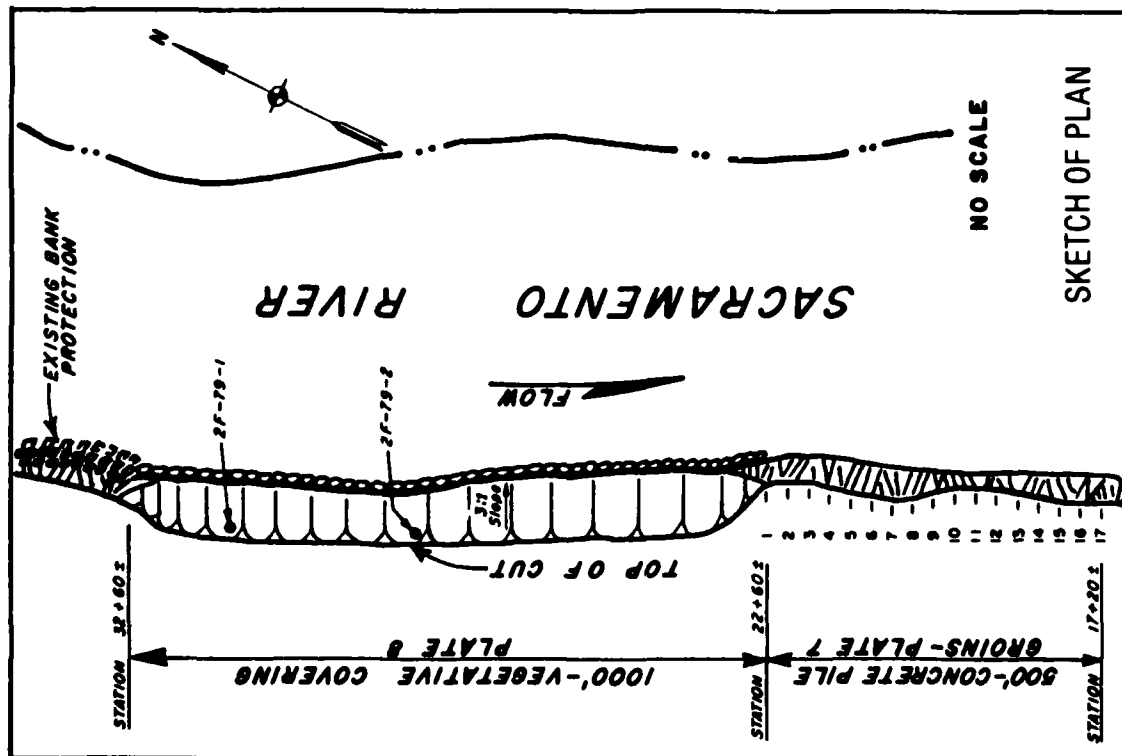 N
EXISTING BANK
PROTECTION
SACRAMENTO RIVER
NO SCALE
SKETCH OF PLAN
2F-79-1
2F-79-2
FLOW
3:1
Slope
TOP OF CUT
STATION 32+60±
STATION 22+60±
STATION 17+20±
1000'-VEGETATIVE COVERING
PLATE 8
500'-CONCRETE PILE
GROINS-PLATE 7
1
2
3
4
5
6
7
8
9
10
11
12
13
14
15
16
17